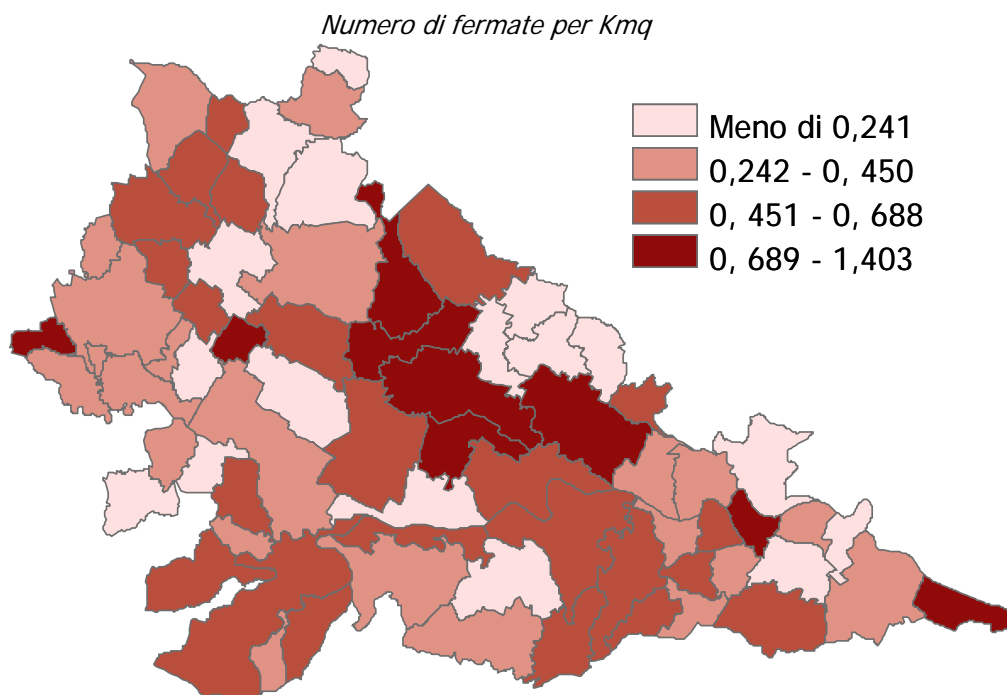 Numero di fermate per Kmq
Meno di 0,241
0,242 - 0, 450
0, 451 - 0, 688
0, 689 - 1,403